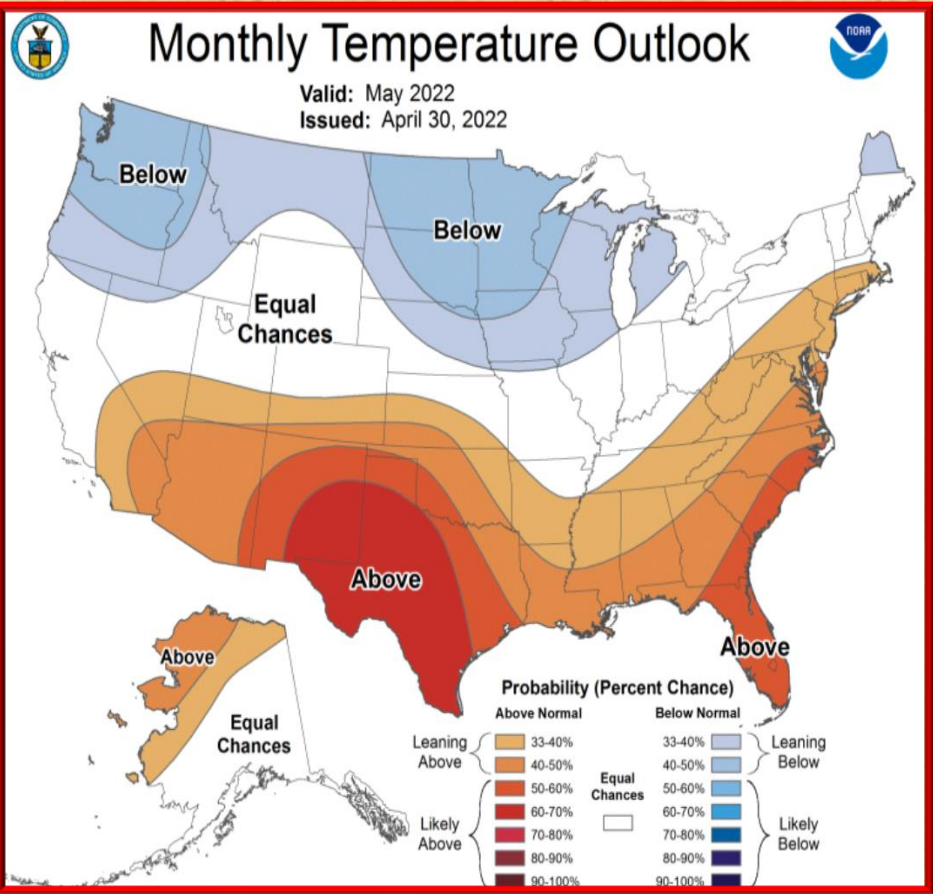 Monthly Temperature Outlook
NOAA
Valid: May 2022
Issued: April 30, 2022
Below
Below
Equal
Chances
Above
Above
Above
Equal
Chances
Probability (Percent Chance)
Above Normal
Below Normal
Leaning
Above
33-40%
40-50%
50-60%
60-70%
70-80%
80-90%
90-100%
Likely
Above
Equal
Chances
33-40%
40-50%
50-60%
60-70%
70-80%
80-90%
90-100%
Leaning
Below
Likely
Below